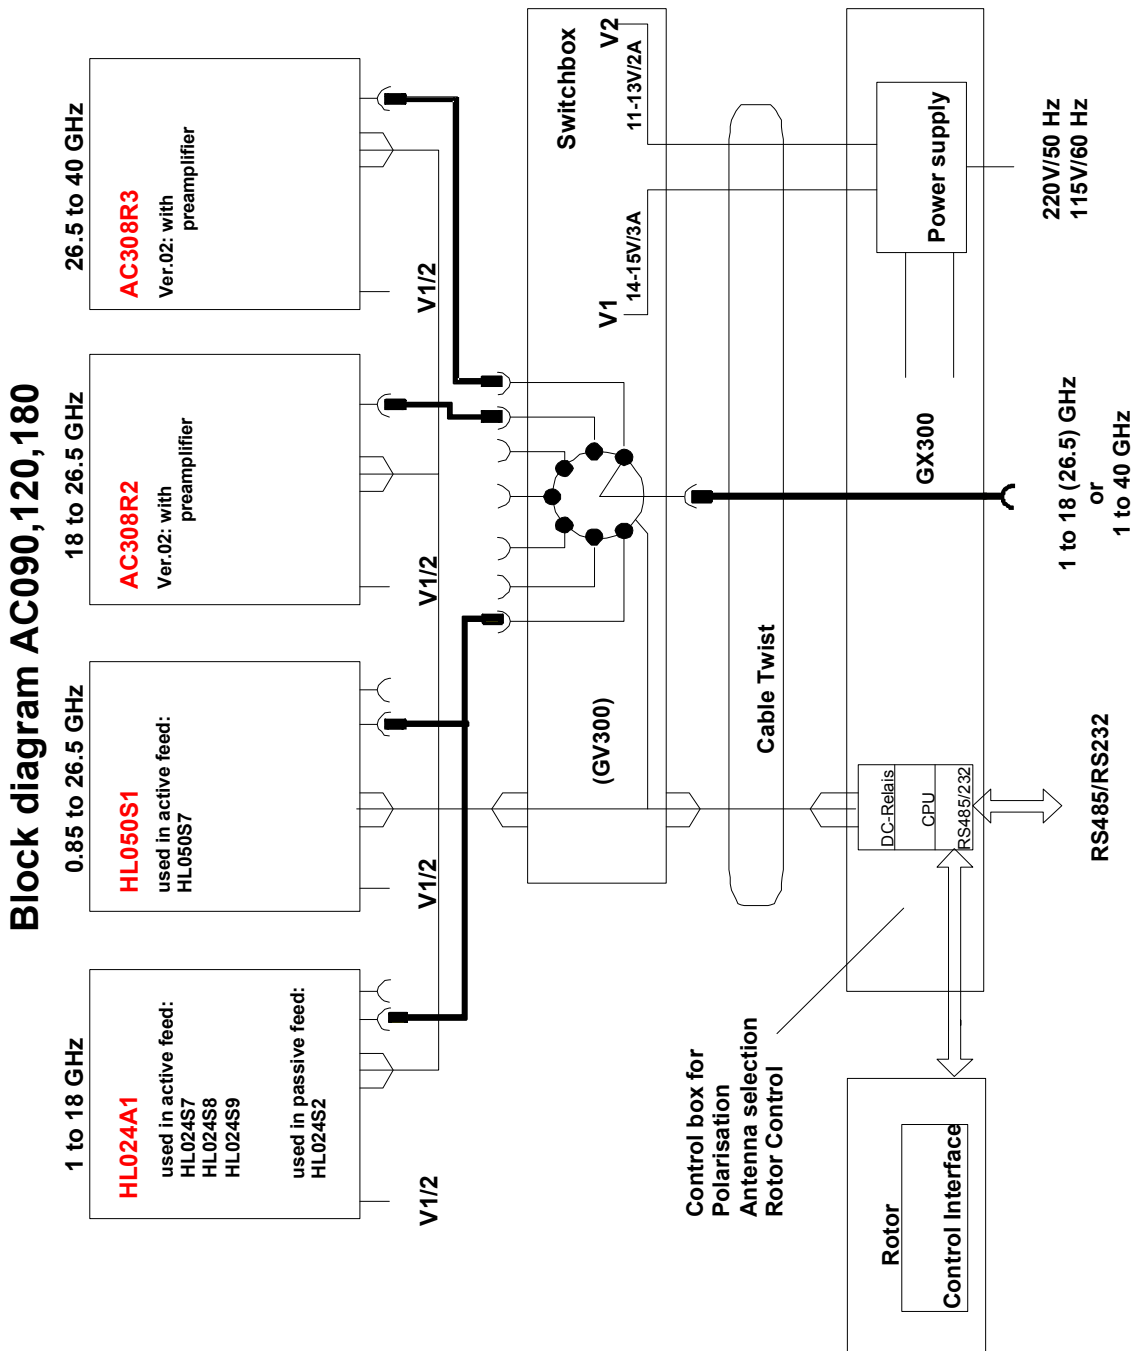 Block diagram AC090,120,180
1 to 18 GHz
HL024A1
used in active feed:
HL024S7
HL024S8
HL024S9
used in passive feed:
HL024S2
V1/2
0.85 to 26.5 GHz
HL050S1
used in active feed:
HL050S7
V1/2
18 to 26.5 GHz
AC308R2
Ver.02: with
preamplifier
V1/2
26.5 to 40 GHz
AC308R3
Ver.02: with
preamplifier
V1/2
Switchbox
(GV300)
V1
14-15V/3A
V2
11-13V/2A
Cable Twist
Control box for
Polarisation
Antenna selection
Rotor Control
DC-Relais
CPU
RS485/232
GX300
Power supply
Rotor
Control Interface
RS485/RS232
1 to 18 (26.5) GHz
or
1 to 40 GHz
220V/50 Hz
115V/60 Hz